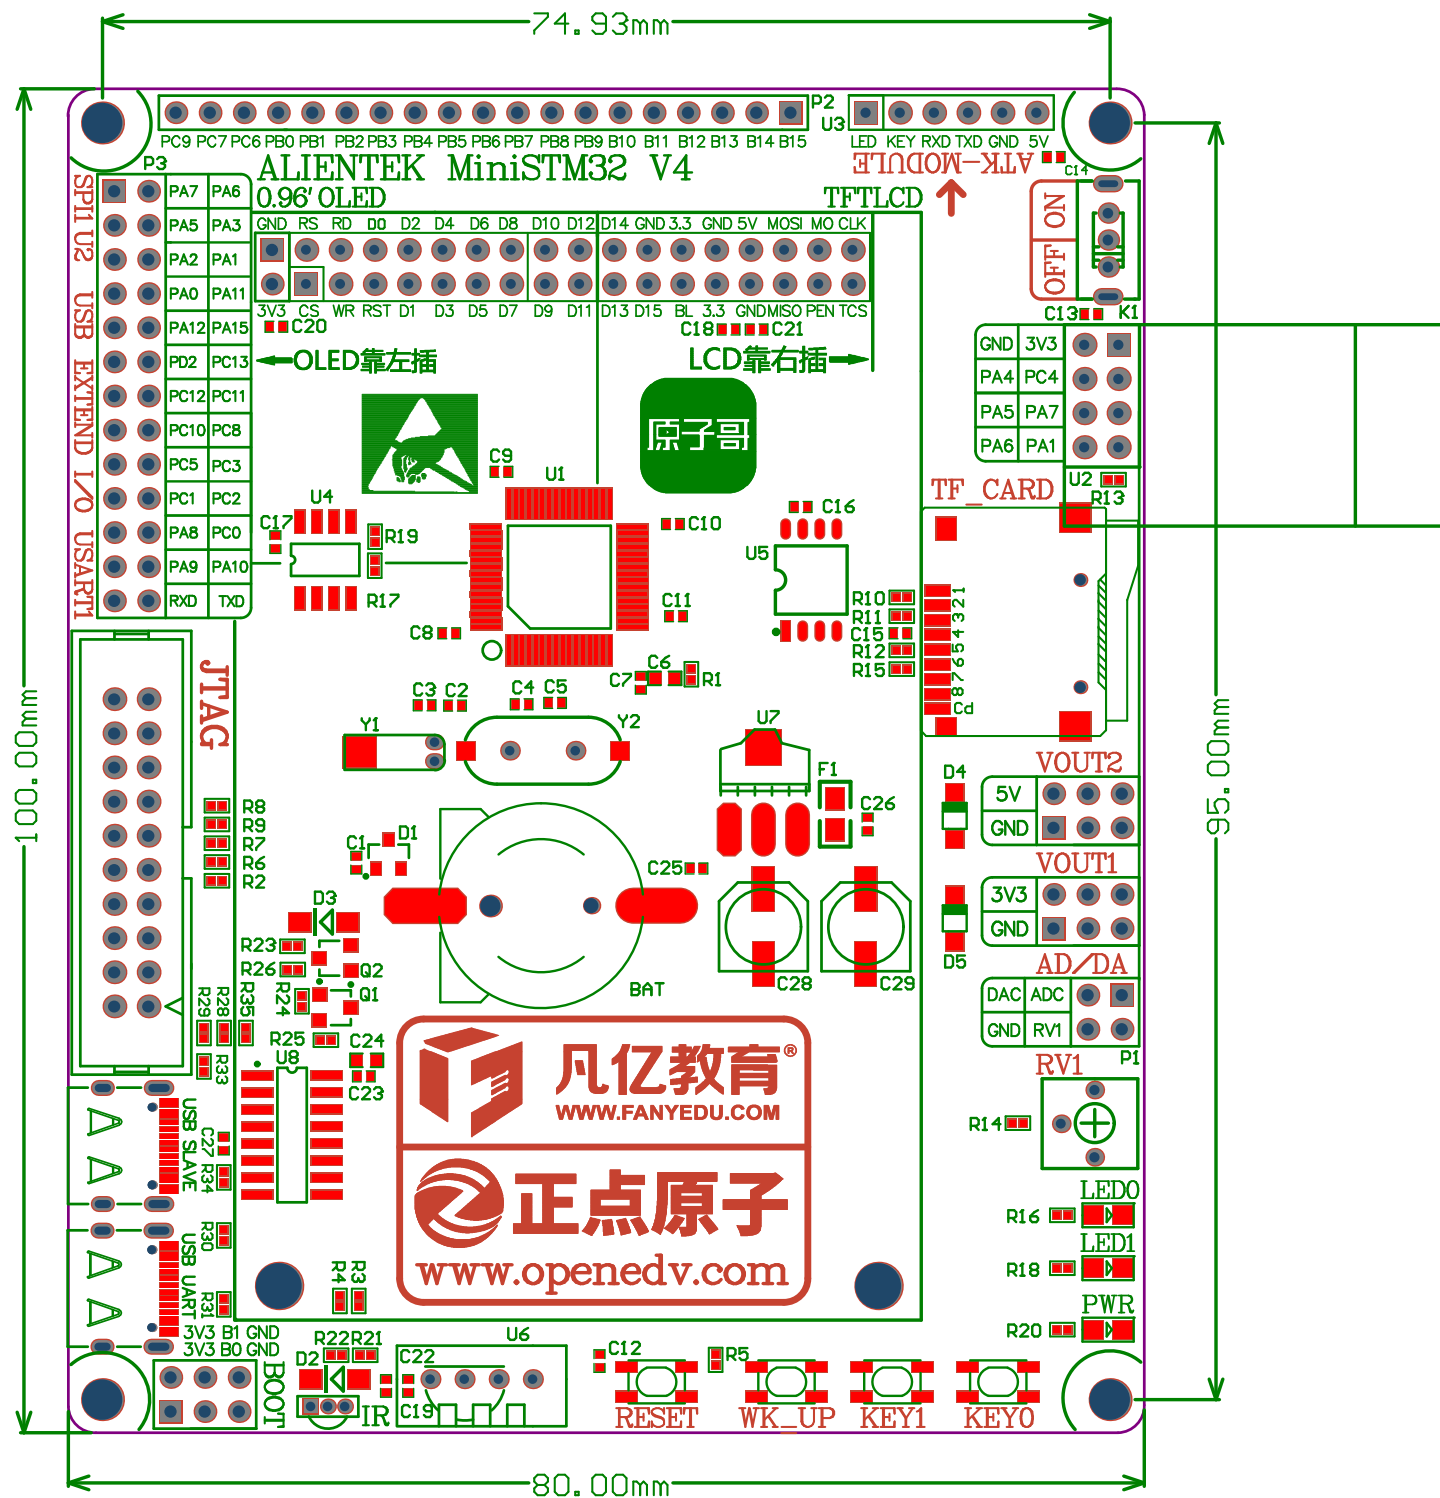 74.93mm
P2
U3
PC9 PC7 PC6 PB0 PB1 PB2 PB3 PB4 PB5 PB6 PB7 PB8 PB9 B10 B11 B12 B13 B14 B15
LED KEY RXD TXD GND 5V
ATK-MODULE
C14
P3
ALIENTEK MiniSTM32 V4
0.96' OLED
TFTLCD
SPI1 U2 USB EXTEND I/O USART1
PA7 PA6
PA5 PA3
PA2 PA1
PA0 PA11
PA12 PA15
PD2 PC13
PC12 PC11
PC10 PC8
PC5 PC3
PC1 PC2
PA8 PC0
PA9 PA10
RXD TXD
GND RS RD D0 D2 D4 D6 D8 D10 D12 D14 GND 3.3 GND 5V MOSI MO CLK
3V3 CS WR RST D1 D3 D5 D7 D9 D11 D13 D15 BL 3.3 GND MISO PEN TCS
ON
OFF
C13
K1
C20
C18
C21
OLED靠左插
LCD靠右插
原子哥
GND 3V3
PA4 PC4
PA5 PA7
PA6 PA1
U2
R13
C9
U1
U4
C17
R19
R17
C10
C16
U5
TF_CARD
C11
C8
R10
R11
C15
R12
R15
1
2
3
4
5
6
7
8
Cd
C7
C6
R1
JTAG
C3
C2
C4
C5
Y1
Y2
U7
F1
C26
D4
VOUT2
5V
GND
100.00mm
95.00mm
R8
R9
R7
R6
R2
C1
D1
C25
VOUT1
3V3
GND
D3
R23
R26
Q2
Q1
R24
R25
BAT
C28
C29
D5
AD/DA
DAC ADC
GND RV1
P1
RV1
R29
R28
R35
R33
U8
C24
C23
凡亿教育®
WWW.FANYEDU.COM
正点原子
www.openedv.com
R14
USB SLAVE
C27
R34
R30
USB UART
R31
R4
R3
LED0
R16
LED1
R18
PWR
R20
3V3 B1 GND
3V3 B0 GND
BOOT
R22
R21
D2
IR
C22
C19
U6
C12
R5
RESET
WK_UP
KEY1
KEY0
80.00mm